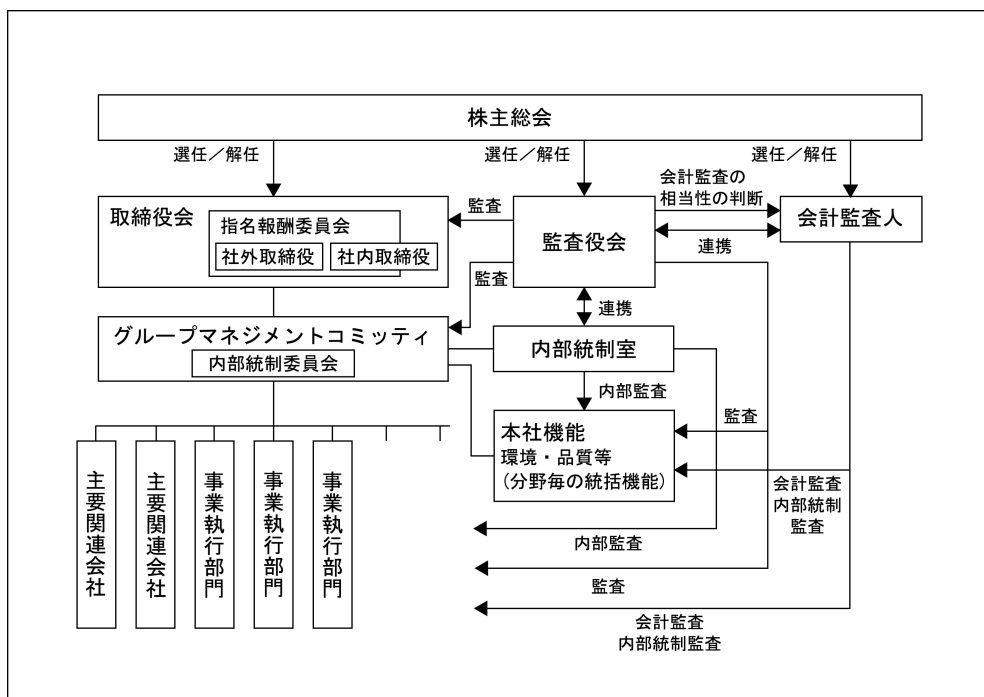 株主総会
選任／解任
選任／解任
選任／解任
取締役会
指名報酬委員会
社外取締役
社内取締役
監査
監査役会
会計監査の
相当性の判断
連携
会計監査人
監査
連携
グループマネジメントコミッティ
内部統制委員会
内部統制室
内部監査
本社機能
環境・品質等
(分野毎の統括機能)
監査
会計監査
内部統制
監査
主要関連会社
主要関連会社
事業執行部門
事業執行部門
事業執行部門
内部監査
監査
会計監査
内部統制監査